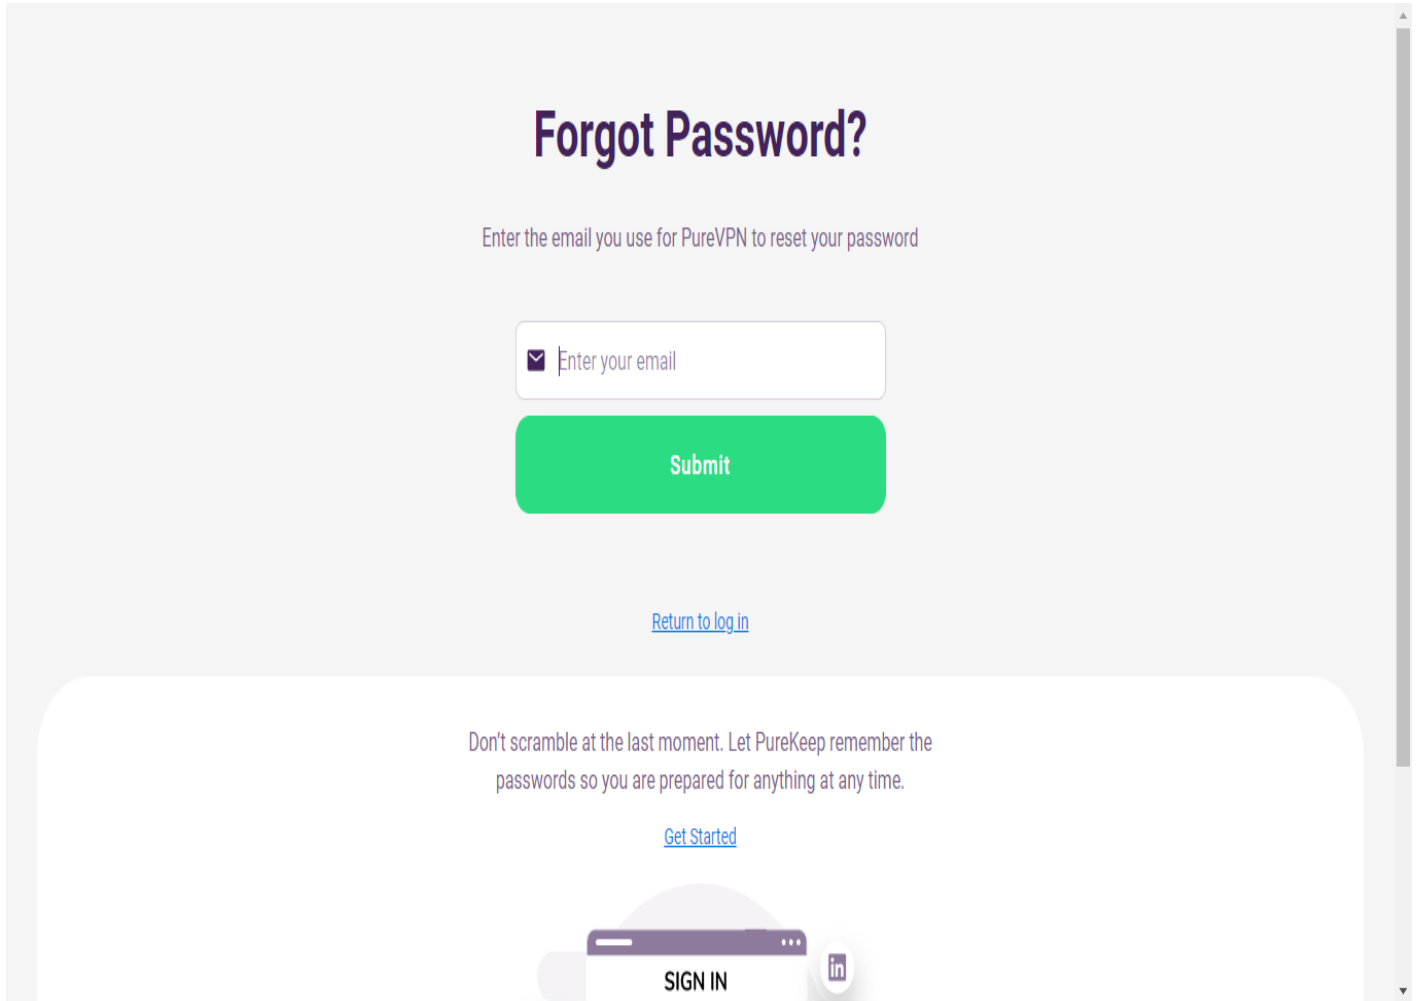 Forgot Password?
Enter the email you use for PureVPN to reset your password
Enter your email
Submit
Return to log in
Don't scramble at the last moment. Let PureKeep remember the
passwords so you are prepared for anything at any time.
Get Started
SIGN IN
in